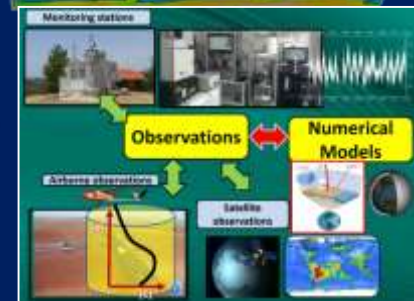 Monitoring stations
Observations
Numerical
Models
Airborne observations
Satellite
observations